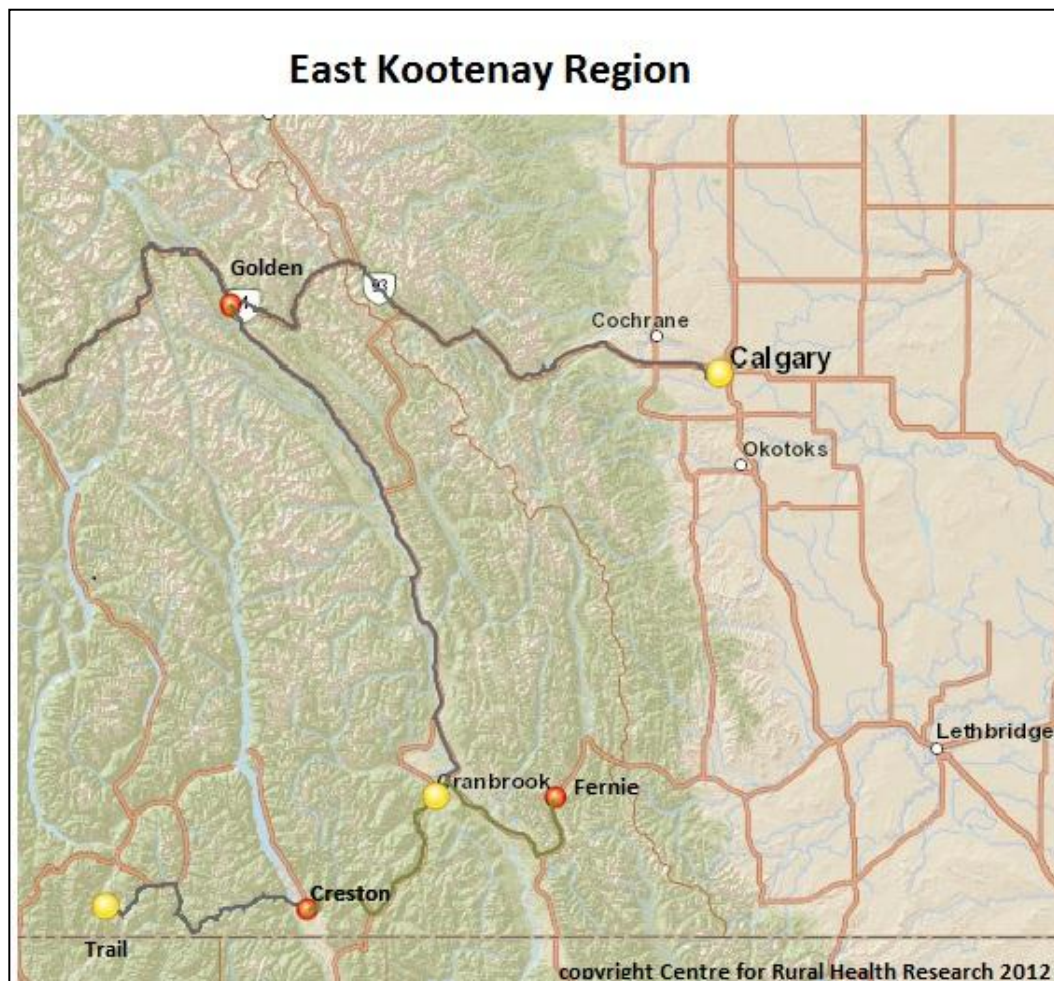 East Kootenay Region
Golden
93
Cochrane
Calgary
Okotoks
Lethbridge
Cranbrook
Fernie
Creston
Trail
copyright Centre for Rural Health Research 2012